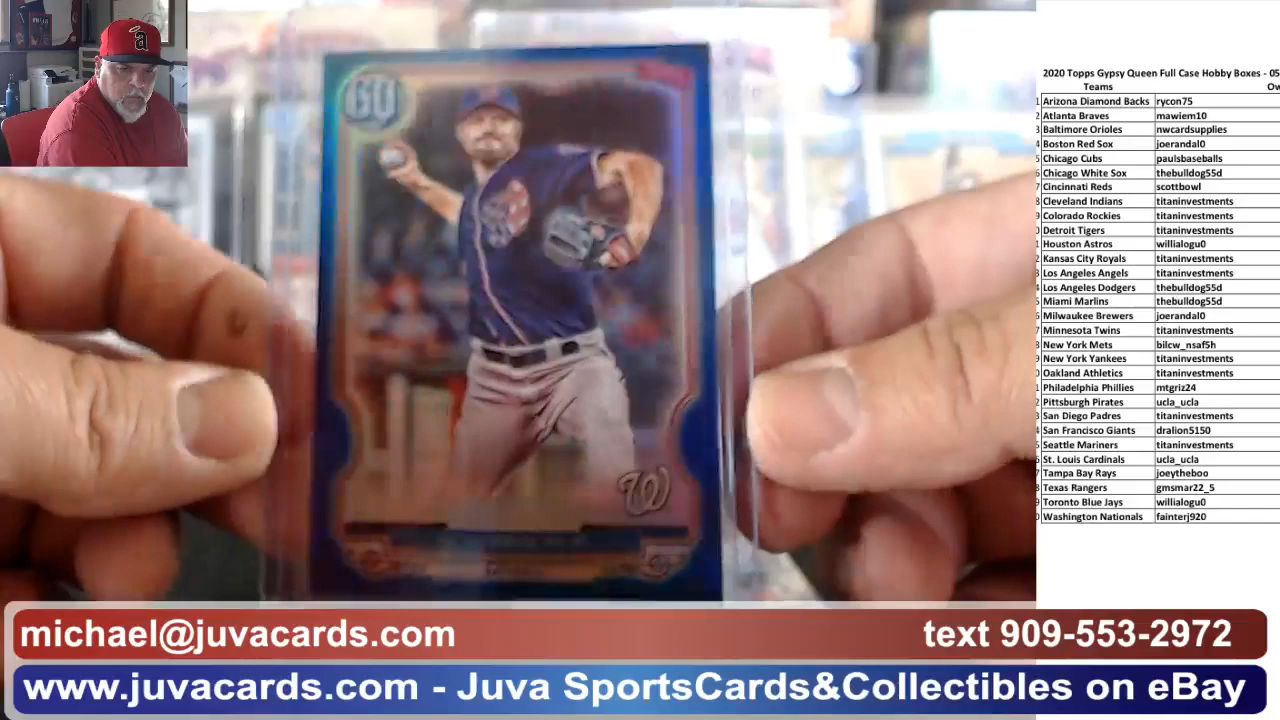 GQ
W
2020 Topps Gypsy Queen Full Case Hobby Boxes - 05
Teams Ow
Arizona Diamond Backs rycon75
Atlanta Braves mawiem10
Baltimore Orioles nwcardsupplies
Boston Red Sox joerandal0
Chicago Cubs paulsbaseballs
Chicago White Sox thebulldog55d
Cincinnati Reds scottbowl
Cleveland Indians titaninvestments
Colorado Rockies titaninvestments
Detroit Tigers titaninvestments
Houston Astros willialogu0
Kansas City Royals titaninvestments
Los Angeles Angels titaninvestments
Los Angeles Dodgers thebulldog55d
Miami Marlins thebulldog55d
Milwaukee Brewers joerandal0
Minnesota Twins titaninvestments
New York Mets bilcw_nsaf5h
New York Yankees titaninvestments
Oakland Athletics titaninvestments
Philadelphia Phillies mtgriz24
Pittsburgh Pirates ucla_ucla
San Diego Padres titaninvestments
San Francisco Giants dralion5150
Seattle Mariners titaninvestments
St. Louis Cardinals ucla_ucla
Tampa Bay Rays joeytheboo
Texas Rangers gmsmar22_5
Toronto Blue Jays willialogu0
Washington Nationals fainterj920
michael@juvacards.com text 909-553-2972
www.juvacards.com - Juva SportsCards&Collectibles on eBay